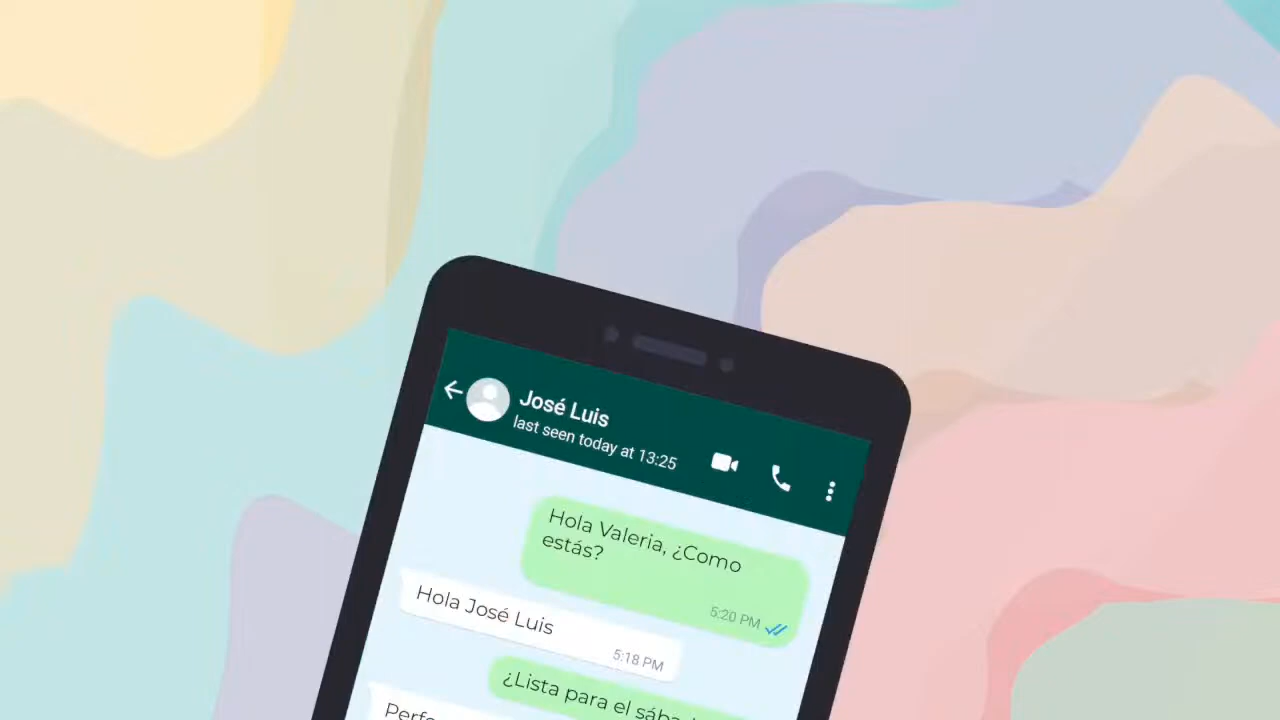 José Luis
last seen today at 13:25
Hola Valeria, ¿Como
estás?
5:20 PM
Hola José Luis
5:18 PM
¿Lista para el